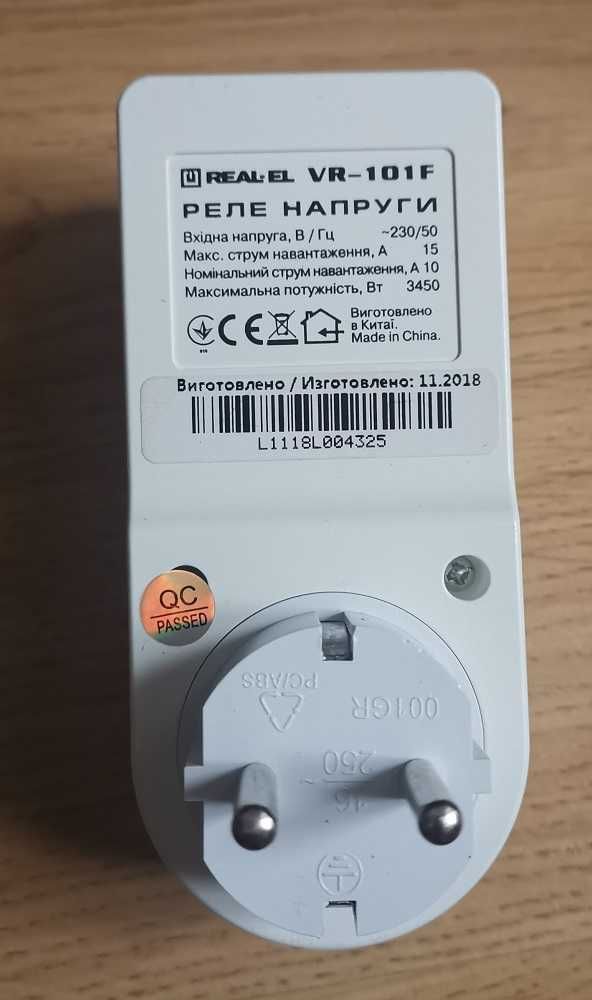 REAL-EL VR-101F
РЕЛЕ НАПРУГИ
Вхідна напруга, В / Гц ~230/50
Макс. струм навантаження, А 15
Номінальний струм навантаження, А 10
Максимальна потужність, Вт 3450
Виготовлено
в Китаї.
Made in China.
Виготовлено / Изготовлено: 11.2018
L1118L004325
QC
PASSED
PC/ABS
001GR
16
250
~